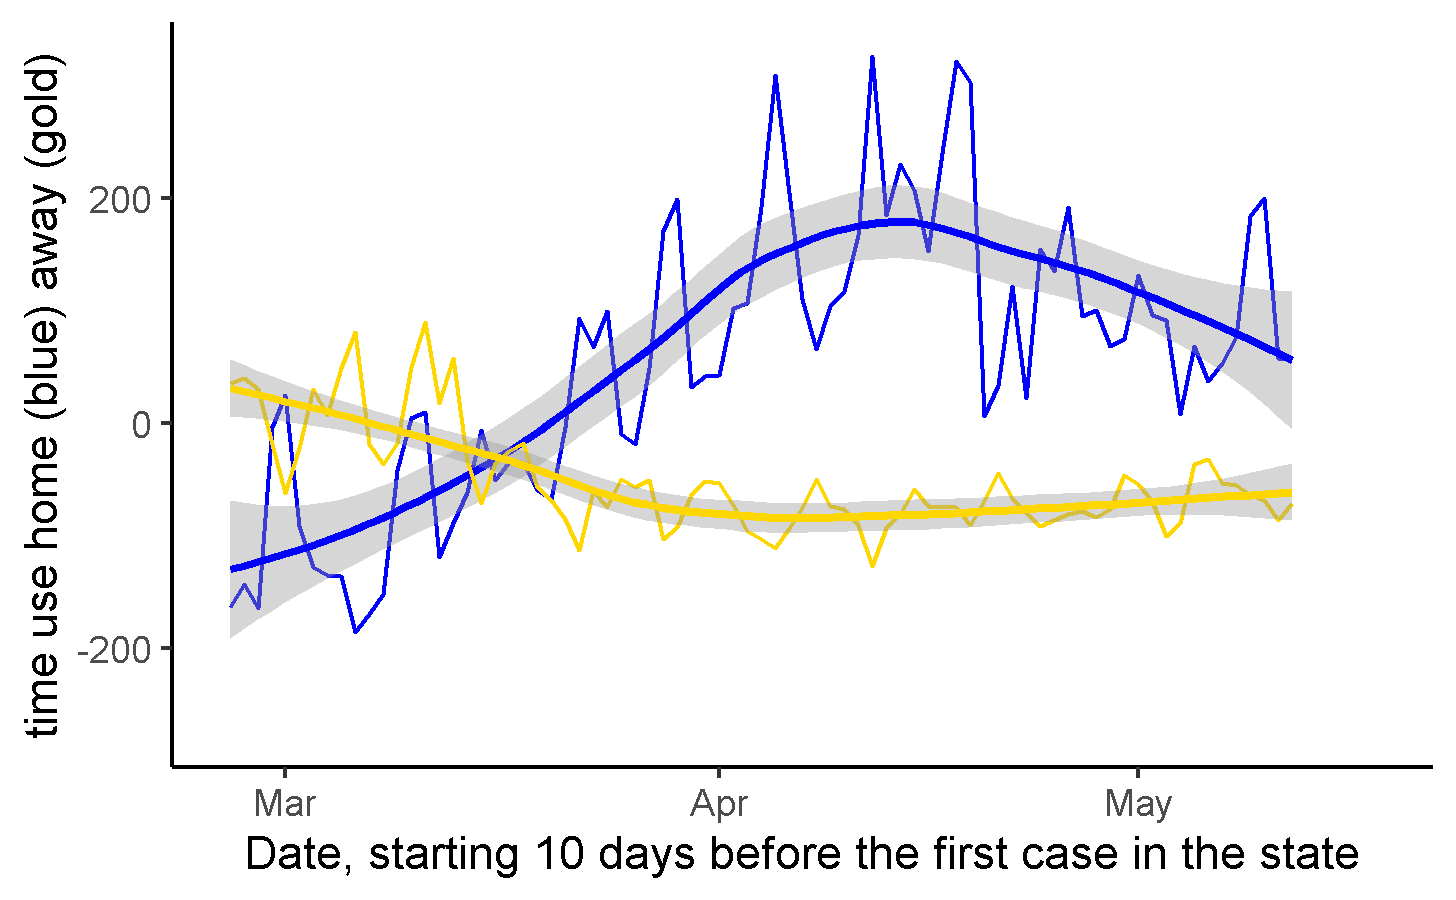 time use home (blue) away (gold)
200
0
-200
Mar
Apr
May
Date, starting 10 days before the first case in the state